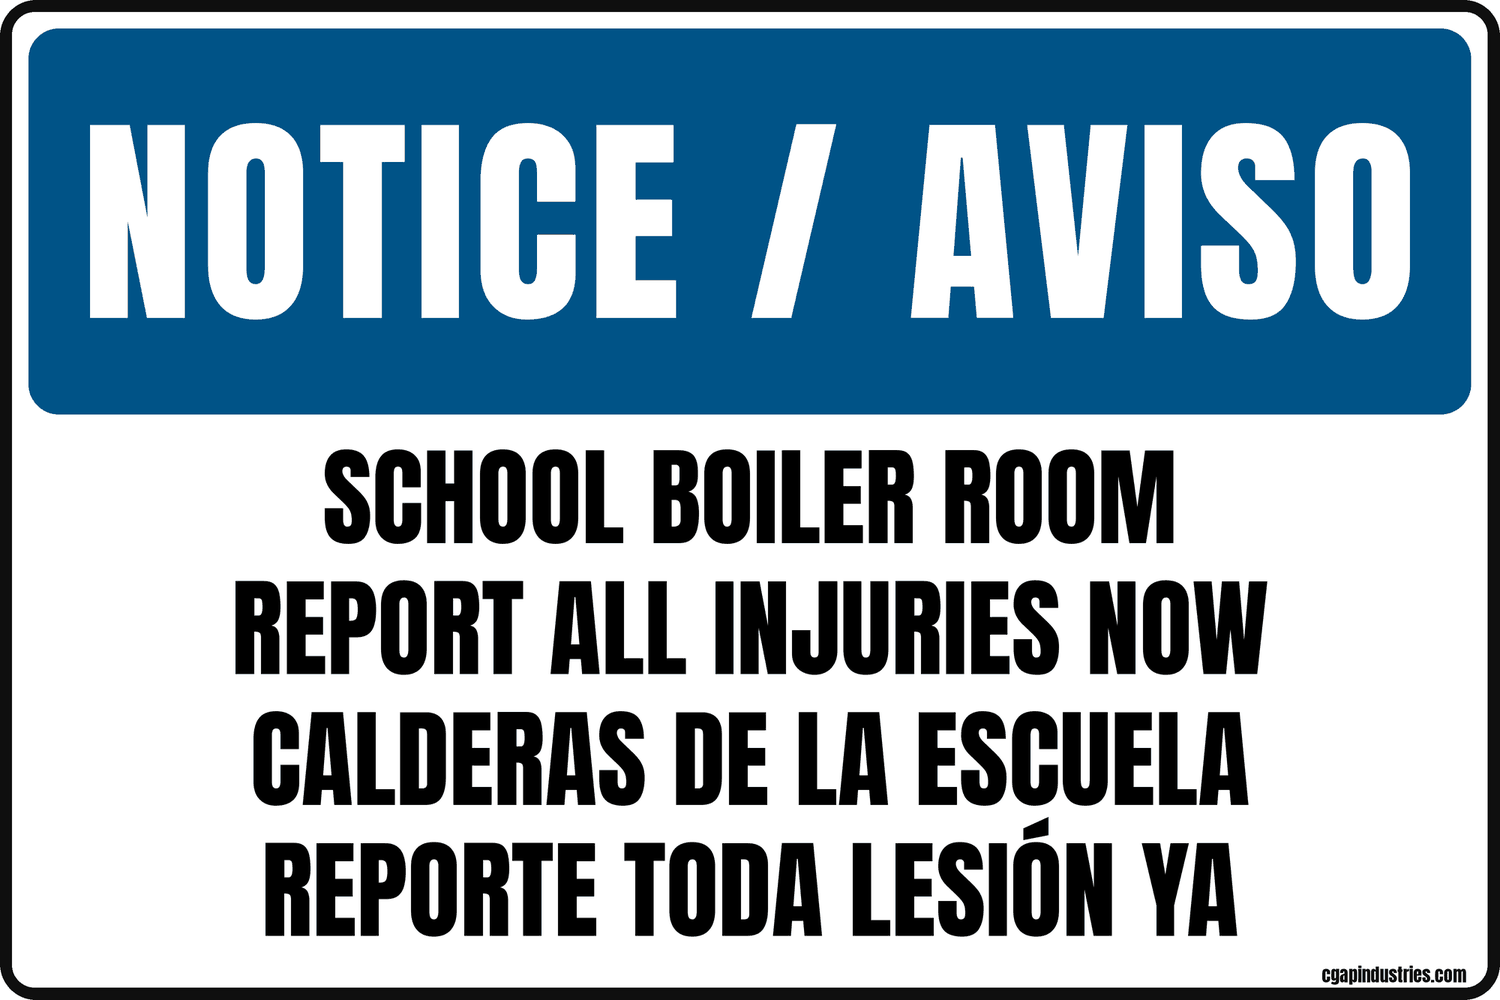 NOTICE / AVISO
SCHOOL BOILER ROOM
REPORT ALL INJURIES NOW
CALDERAS DE LA ESCUELA
REPORTE TODA LESIÓN YA
cgapindustries.com